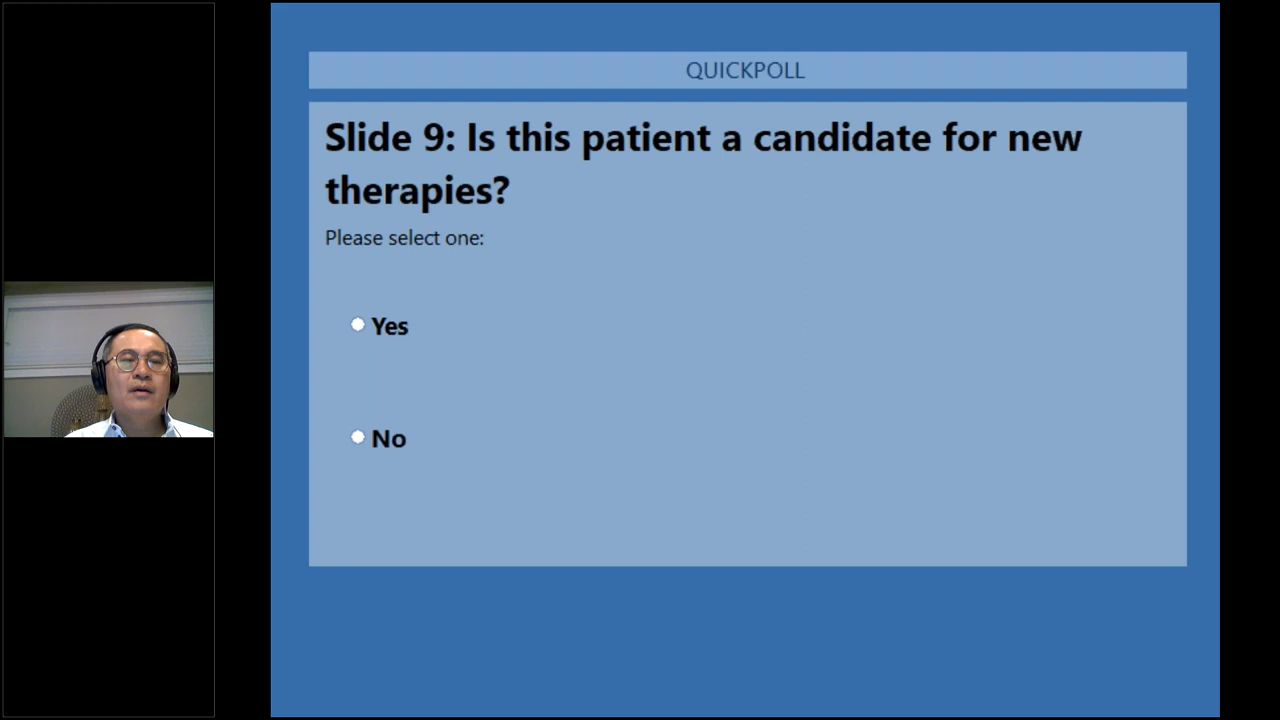 QUICKPOLL
Slide 9: Is this patient a candidate for new
therapies?
Please select one:
Yes
No